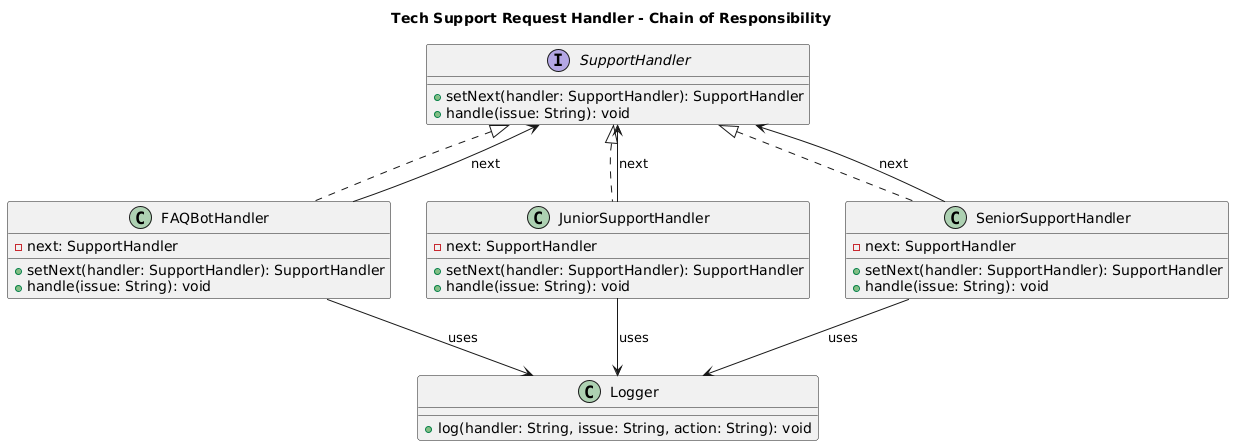 Tech Support Request Handler - Chain of Responsibility
I SupportHandler
setNext(handler: SupportHandler): SupportHandler
handle(issue: String): void
next
next
next
C FAQBotHandler
next: SupportHandler
setNext(handler: SupportHandler): SupportHandler
handle(issue: String): void
C JuniorSupportHandler
next: SupportHandler
setNext(handler: SupportHandler): SupportHandler
handle(issue: String): void
C SeniorSupportHandler
next: SupportHandler
setNext(handler: SupportHandler): SupportHandler
handle(issue: String): void
uses
uses
uses
C Logger
log(handler: String, issue: String, action: String): void